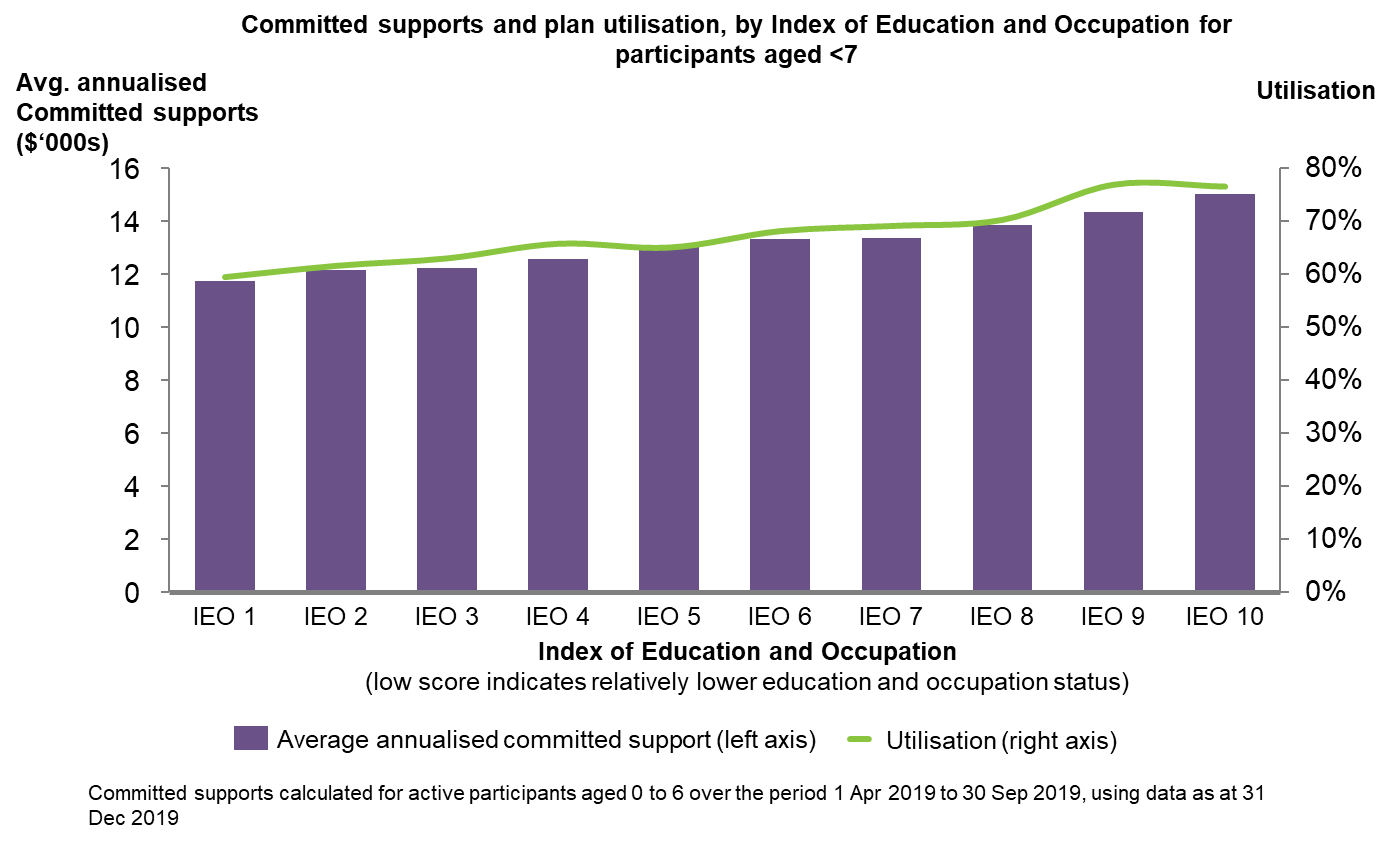 Committed supports and plan utilisation, by Index of Education and Occupation for
participants aged <7
Avg. annualised
Committed supports
($‘000s)
Utilisation
16
14
12
10
8
6
4
2
0
80%
70%
60%
50%
40%
30%
20%
10%
0%
IEO 1 IEO 2 IEO 3 IEO 4 IEO 5 IEO 6 IEO 7 IEO 8 IEO 9 IEO 10
Index of Education and Occupation
(low score indicates relatively lower education and occupation status)
Average annualised committed support (left axis) Utilisation (right axis)
Committed supports calculated for active participants aged 0 to 6 over the period 1 Apr 2019 to 30 Sep 2019, using data as at 31
Dec 2019